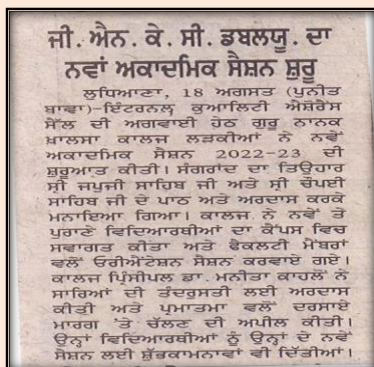 ਜੀ. ਐਨ. ਕੇ. ਸੀ. ਡਬਲਯੂ. ਦਾ
ਨਵਾਂ ਅਕਾਦਮਿਕ ਸੈਸ਼ਨ ਸ਼ੁਰੂ
ਲੁਧਿਆਣਾ, 18 ਅਗਸਤ (ਪੁਨੀਤ
ਬਾਵਾ)-ਇੰਟਰਨਲ ਕੁਆਲਿਟੀ ਐਸ਼ੋਰੈਂਸ
ਸੈੱਲ ਦੀ ਅਗਵਾਈ ਹੇਠ ਗੁਰੂ ਨਾਨਕ
ਖ਼ਾਲਸਾ ਕਾਲਜ ਲੜਕੀਆਂ ਨੇ ਨਵੇਂ
ਅਕਾਦਮਿਕ ਸੈਸ਼ਨ 2022-23 ਦੀ
ਸ਼ੁਰੂਆਤ ਕੀਤੀ। ਸੰਗਰਾਂਦ ਦਾ ਤਿਉਹਾਰ
ਸ੍ਰੀ ਜਪੁਜੀ ਸਾਹਿਬ ਜੀ ਅਤੇ ਸ੍ਰੀ ਚੌਪਈ
ਸਾਹਿਬ ਜੀ ਦੇ ਪਾਠ ਅਤੇ ਅਰਦਾਸ ਕਰਕੇ
ਮਨਾਇਆ ਗਿਆ। ਕਾਲਜ ਨੇ ਨਵੇਂ ਤੇ
ਪੁਰਾਣੇ ਵਿਦਿਆਰਥੀਆਂ ਦਾ ਕੈਂਪਸ ਵਿਚ
ਸਵਾਗਤ ਕੀਤਾ ਅਤੇ ਫੈਕਲਟੀ ਮੈਂਬਰਾਂ
ਵਲੋਂ ਓਰੀਐਂਟੇਸ਼ਨ ਸੈਸ਼ਨ ਕਰਵਾਏ ਗਏ।
ਕਾਲਜ ਪ੍ਰਿੰਸੀਪਲ ਡਾ. ਮਨੀਤਾ ਕਾਹਲੋਂ ਨੇ
ਸਾਰਿਆਂ ਦੀ ਤੰਦਰੁਸਤੀ ਲਈ ਅਰਦਾਸ
ਕੀਤੀ ਅਤੇ ਪ੍ਰਮਾਤਮਾ ਵਲੋਂ ਦਰਸਾਏ
ਮਾਰਗ 'ਤੇ ਚੱਲਣ ਦੀ ਅਪੀਲ ਕੀਤੀ।
ਉਨ੍ਹਾਂ ਵਿਦਿਆਰਥੀਆਂ ਨੂੰ ਉਨ੍ਹਾਂ ਦੇ ਨਵੇਂ
ਸੈਸ਼ਨ ਲਈ ਸ਼ੁੱਭਕਾਮਨਾਵਾਂ ਵੀ ਦਿੱਤੀਆਂ।